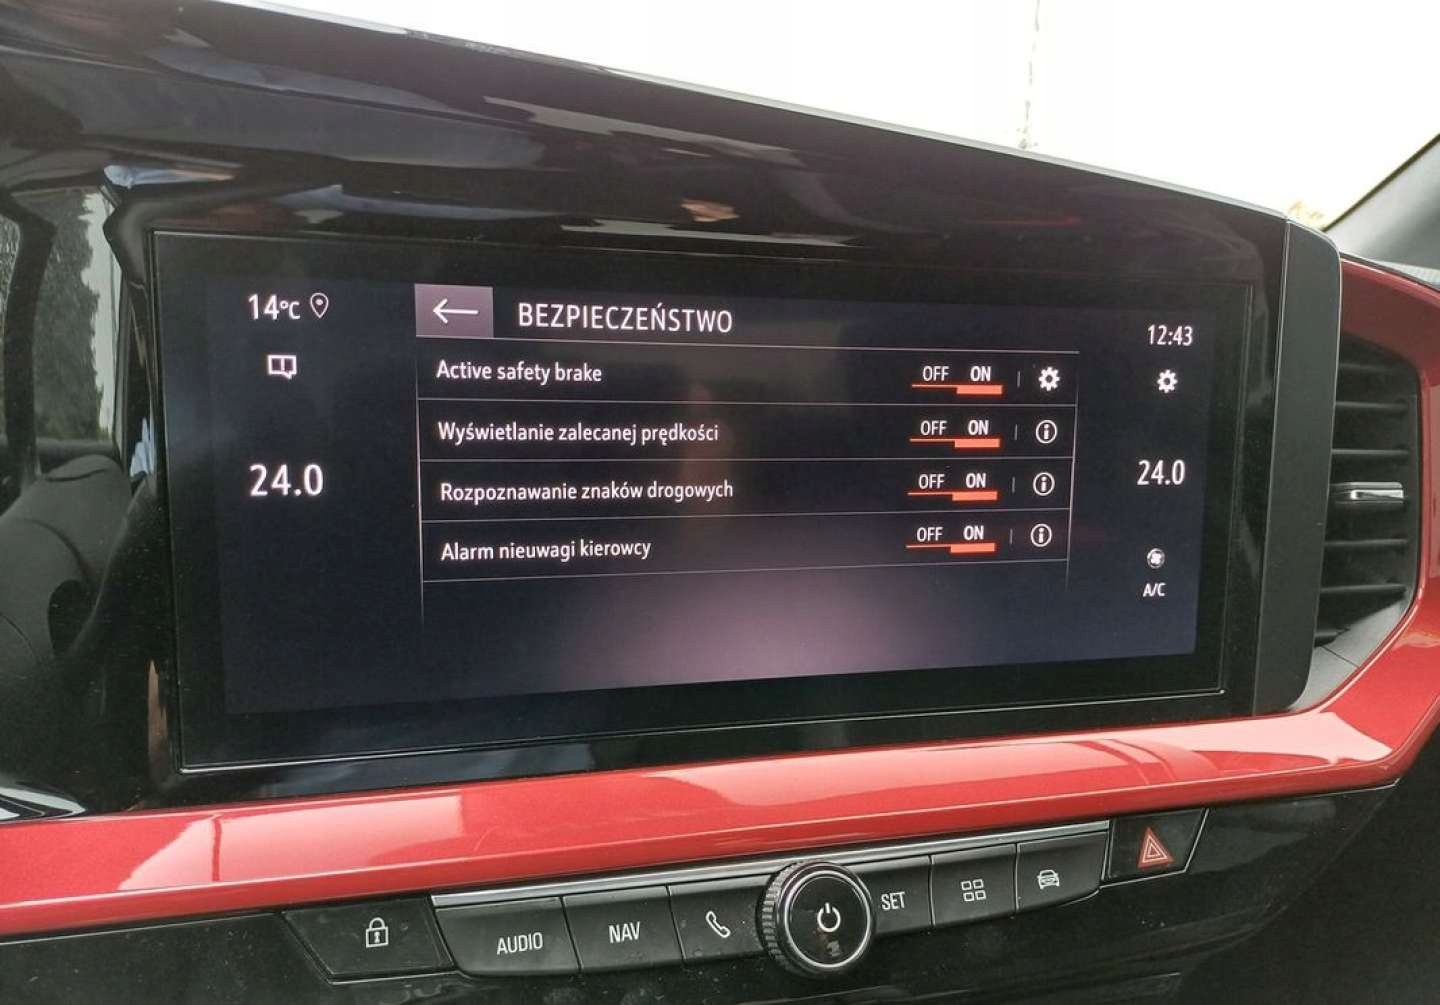 14°C
BEZPIECZEŃSTWO
12:43
Active safety brake OFF ON
Wyświetlanie zalecanej prędkości OFF ON
24.0
24.0
Rozpoznawanie znaków drogowych OFF ON
Alarm nieuwagi kierowcy OFF ON
A/C
AUDIO NAV SET